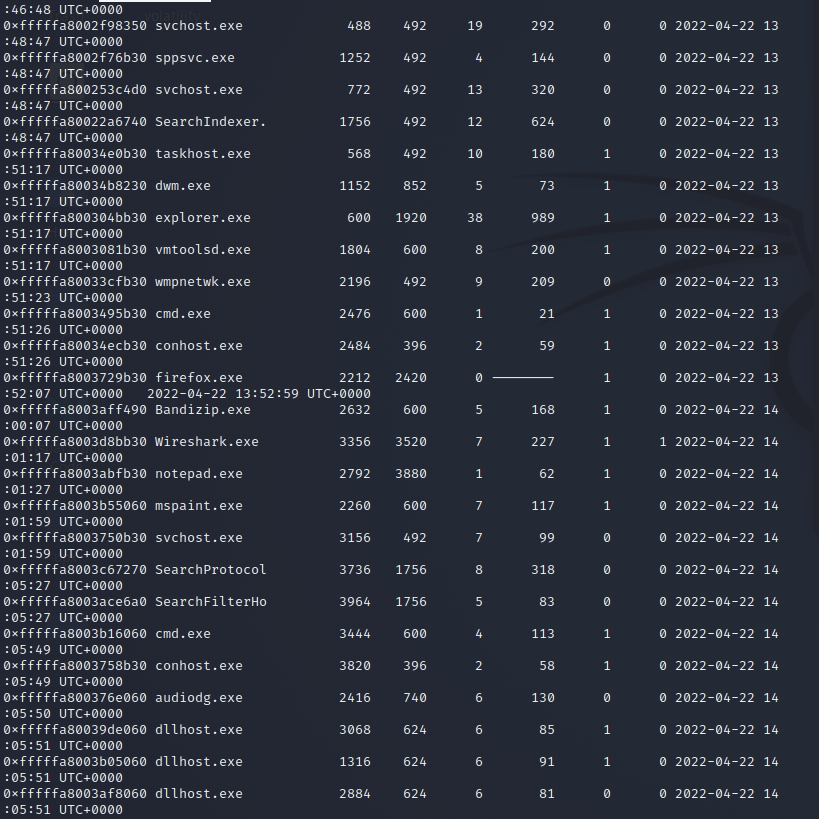 :46:48 UTC+0000
0×fffffa8002f98350 svchost.exe 488 492 19 292 0 0 2022-04-22 13
:48:47 UTC+0000
0×fffffa8002f76b30 sppsvc.exe 1252 492 4 144 0 0 2022-04-22 13
:48:47 UTC+0000
0×fffffa800253c4d0 svchost.exe 772 492 13 320 0 0 2022-04-22 13
:48:47 UTC+0000
0×fffffa80022a6740 SearchIndexer. 1756 492 12 624 0 0 2022-04-22 13
:48:47 UTC+0000
0×fffffa80034e0b30 taskhost.exe 568 492 10 180 1 0 2022-04-22 13
:51:17 UTC+0000
0×fffffa80034b8230 dwm.exe 1152 852 5 73 1 0 2022-04-22 13
:51:17 UTC+0000
0×fffffa800304bb30 explorer.exe 600 1920 38 989 1 0 2022-04-22 13
:51:17 UTC+0000
0×fffffa8003081b30 vmtoolsd.exe 1804 600 8 200 1 0 2022-04-22 13
:51:17 UTC+0000
0×fffffa80033cfb30 wmpnetwk.exe 2196 492 9 209 0 0 2022-04-22 13
:51:23 UTC+0000
0×fffffa8003495b30 cmd.exe 2476 600 1 21 1 0 2022-04-22 13
:51:26 UTC+0000
0×fffffa80034ecb30 conhost.exe 2484 396 2 59 1 0 2022-04-22 13
:51:26 UTC+0000
0×fffffa8003729b30 firefox.exe 2212 2420 0 -------- 1 0 2022-04-22 13
:52:07 UTC+0000 2022-04-22 13:52:59 UTC+0000
0×fffffa8003aff490 Bandizip.exe 2632 600 5 168 1 0 2022-04-22 14
:00:07 UTC+0000
0×fffffa8003d8bb30 Wireshark.exe 3356 3520 7 227 1 1 2022-04-22 14
:01:17 UTC+0000
0×fffffa8003abfb30 notepad.exe 2792 3880 1 62 1 0 2022-04-22 14
:01:27 UTC+0000
0×fffffa8003b55060 mspaint.exe 2260 600 7 117 1 0 2022-04-22 14
:01:59 UTC+0000
0×fffffa8003750b30 svchost.exe 3156 492 7 99 0 0 2022-04-22 14
:01:59 UTC+0000
0×fffffa8003c67270 SearchProtocol 3736 1756 8 318 0 0 2022-04-22 14
:05:27 UTC+0000
0×fffffa8003ace6a0 SearchFilterHo 3964 1756 5 83 0 0 2022-04-22 14
:05:27 UTC+0000
0×fffffa8003b16060 cmd.exe 3444 600 4 113 1 0 2022-04-22 14
:05:49 UTC+0000
0×fffffa8003758b30 conhost.exe 3820 396 2 58 1 0 2022-04-22 14
:05:49 UTC+0000
0×fffffa800376e060 audiodg.exe 2416 740 6 130 0 0 2022-04-22 14
:05:50 UTC+0000
0×fffffa80039de060 dllhost.exe 3068 624 6 85 1 0 2022-04-22 14
:05:51 UTC+0000
0×fffffa8003b05060 dllhost.exe 1316 624 6 91 1 0 2022-04-22 14
:05:51 UTC+0000
0×fffffa8003af8060 dllhost.exe 2884 624 6 81 0 0 2022-04-22 14
:05:51 UTC+0000